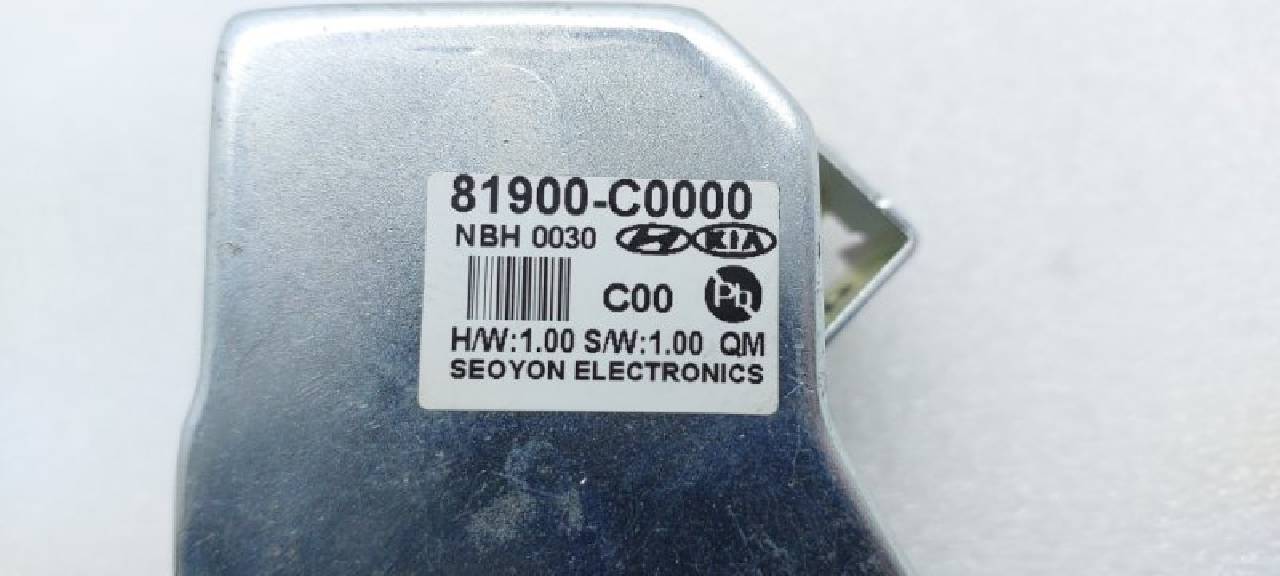 81900-C0000
NBH 0030 KIA
C00 Pb
H/W:1.00 S/W:1.00 QM
SEOYON ELECTRONICS